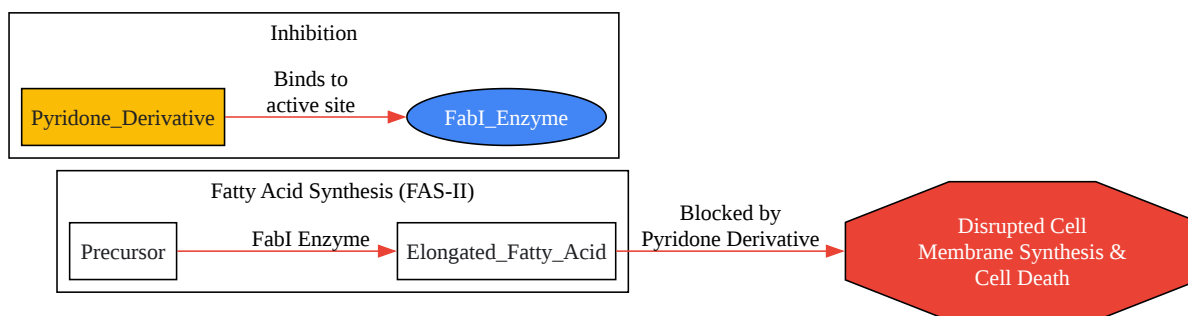 Inhibition
Binds to
active site
Pyridone_Derivative
FabI_Enzyme
Fatty Acid Synthesis (FAS-II)
Precursor
FabI Enzyme
Elongated_Fatty_Acid
Blocked by
Pyridone Derivative
Disrupted Cell
Membrane Synthesis &
Cell Death